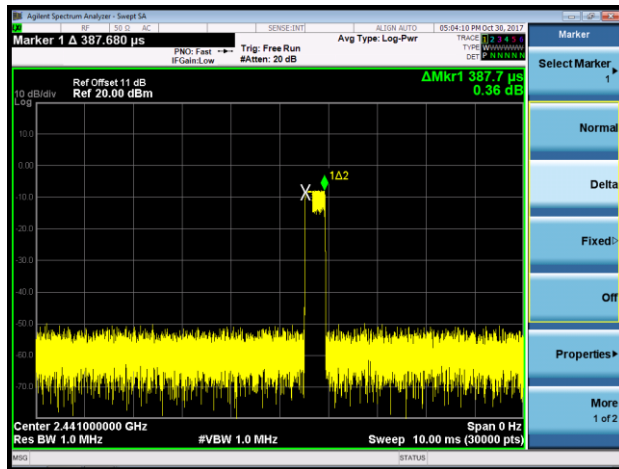 Agilent Spectrum Analyzer - Swept SA
RF 50 Ω AC SENSE:INT ALIGN AUTO 05:04:10 PM Oct 30, 2017
Marker 1 Δ 387.680 µs
PNO: Fast
IFGain:Low
Trig: Free Run
#Atten: 20 dB
Avg Type: Log-Pwr
TRACE 1 2 3 4 5 6
TYPE WWWWWW
DET P N N N N N
ΔMkr1 387.7 µs
0.36 dB
Ref Offset 11 dB
10 dB/div Ref 20.00 dBm
Log
10.0
0.00
-10.0
-20.0
-30.0
-40.0
-50.0
-60.0
-70.0
1Δ2
Center 2.441000000 GHz Span 0 Hz
Res BW 1.0 MHz #VBW 1.0 MHz Sweep 10.00 ms (30000 pts)
MSG STATUS
Marker
Select Marker
1
Normal
Delta
Fixed
Off
Properties
More
1 of 2